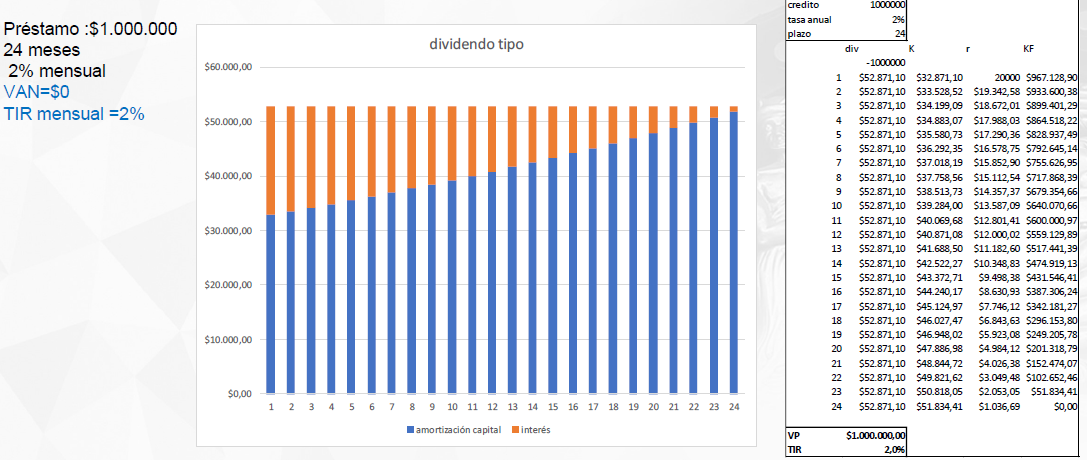 Préstamo :$1.000.000
24 meses
2% mensual
VAN=$0
TIR mensual =2%
dividendo tipo
$60.000,00
$50.000,00
$40.000,00
$30.000,00
$20.000,00
$10.000,00
$0,00
1 2 3 4 5 6 7 8 9 10 11 12 13 14 15 16 17 18 19 20 21 22 23 24
amortización capital interés
credito 1000000
tasa anual 2%
plazo 24
div K r KF
-1000000
1 $52.871,10 $32.871,10 20000 $967.128,90
2 $52.871,10 $33.528,52 $19.342,58 $933.600,38
3 $52.871,10 $34.199,09 $18.672,01 $899.401,29
4 $52.871,10 $34.883,07 $17.988,03 $864.518,22
5 $52.871,10 $35.580,73 $17.290,36 $828.937,49
6 $52.871,10 $36.292,35 $16.578,75 $792.645,14
7 $52.871,10 $37.018,19 $15.852,90 $755.626,95
8 $52.871,10 $37.758,56 $15.112,54 $717.868,39
9 $52.871,10 $38.513,73 $14.357,37 $679.354,66
10 $52.871,10 $39.284,00 $13.587,09 $640.070,66
11 $52.871,10 $40.069,68 $12.801,41 $600.000,97
12 $52.871,10 $40.871,08 $12.000,02 $559.129,89
13 $52.871,10 $41.688,50 $11.182,60 $517.441,39
14 $52.871,10 $42.522,27 $10.348,83 $474.919,13
15 $52.871,10 $43.372,71 $9.498,38 $431.546,41
16 $52.871,10 $44.240,17 $8.630,93 $387.306,24
17 $52.871,10 $45.124,97 $7.746,12 $342.181,27
18 $52.871,10 $46.027,47 $6.843,63 $296.153,80
19 $52.871,10 $46.948,02 $5.923,08 $249.205,78
20 $52.871,10 $47.886,98 $4.984,12 $201.318,79
21 $52.871,10 $48.844,72 $4.026,38 $152.474,07
22 $52.871,10 $49.821,62 $3.049,48 $102.652,46
23 $52.871,10 $50.818,05 $2.053,05 $51.834,41
24 $52.871,10 $51.834,41 $1.036,69 $0,00
VP $1.000.000,00
TIR 2,0%